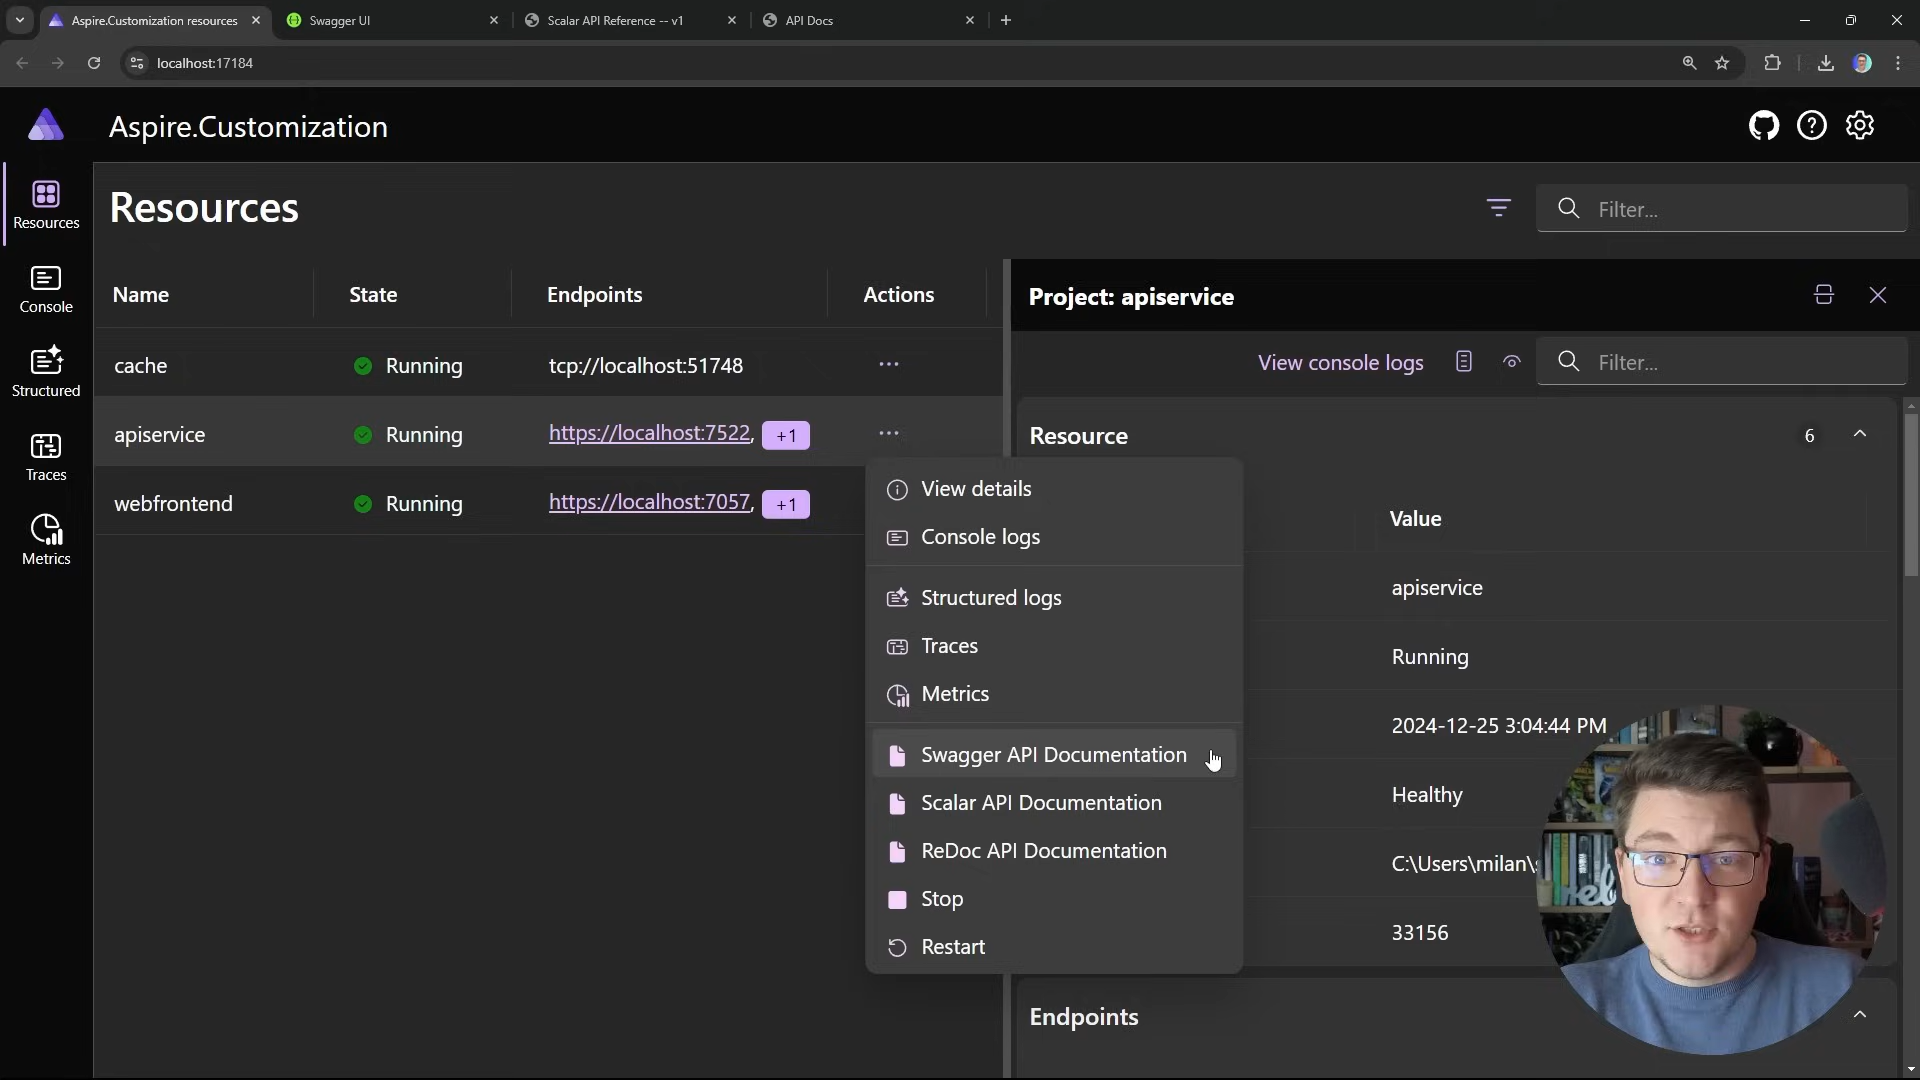 Aspire.Customization resources
Swagger UI
Scalar API Reference -- v1
API Docs
localhost:17184
Aspire.Customization
Resources
Console
Structured
Traces
Metrics
Resources
Filter...
Name State Endpoints Actions
cache Running tcp://localhost:51748
apiservice Running https://localhost:7522, +1
webfrontend Running https://localhost:7057, +1
View details
Console logs
Structured logs
Traces
Metrics
Swagger API Documentation
Scalar API Documentation
ReDoc API Documentation
Stop
Restart
Project: apiservice
View console logs
Filter...
Resource 6
Value
apiservice
Running
2024-12-25 3:04:44 PM
Healthy
C:\Users\milan\
33156
Endpoints